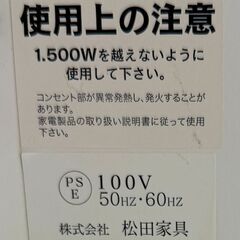 使用上の注意
1.500Wを越えないように
使用して下さい。
コンセント部が異常発熱し、発火することが
あります。
家電製品の取り扱い説明書に従って使用
下さい。
PS
E
100V
50HZ・60HZ
株式会社 松田家具